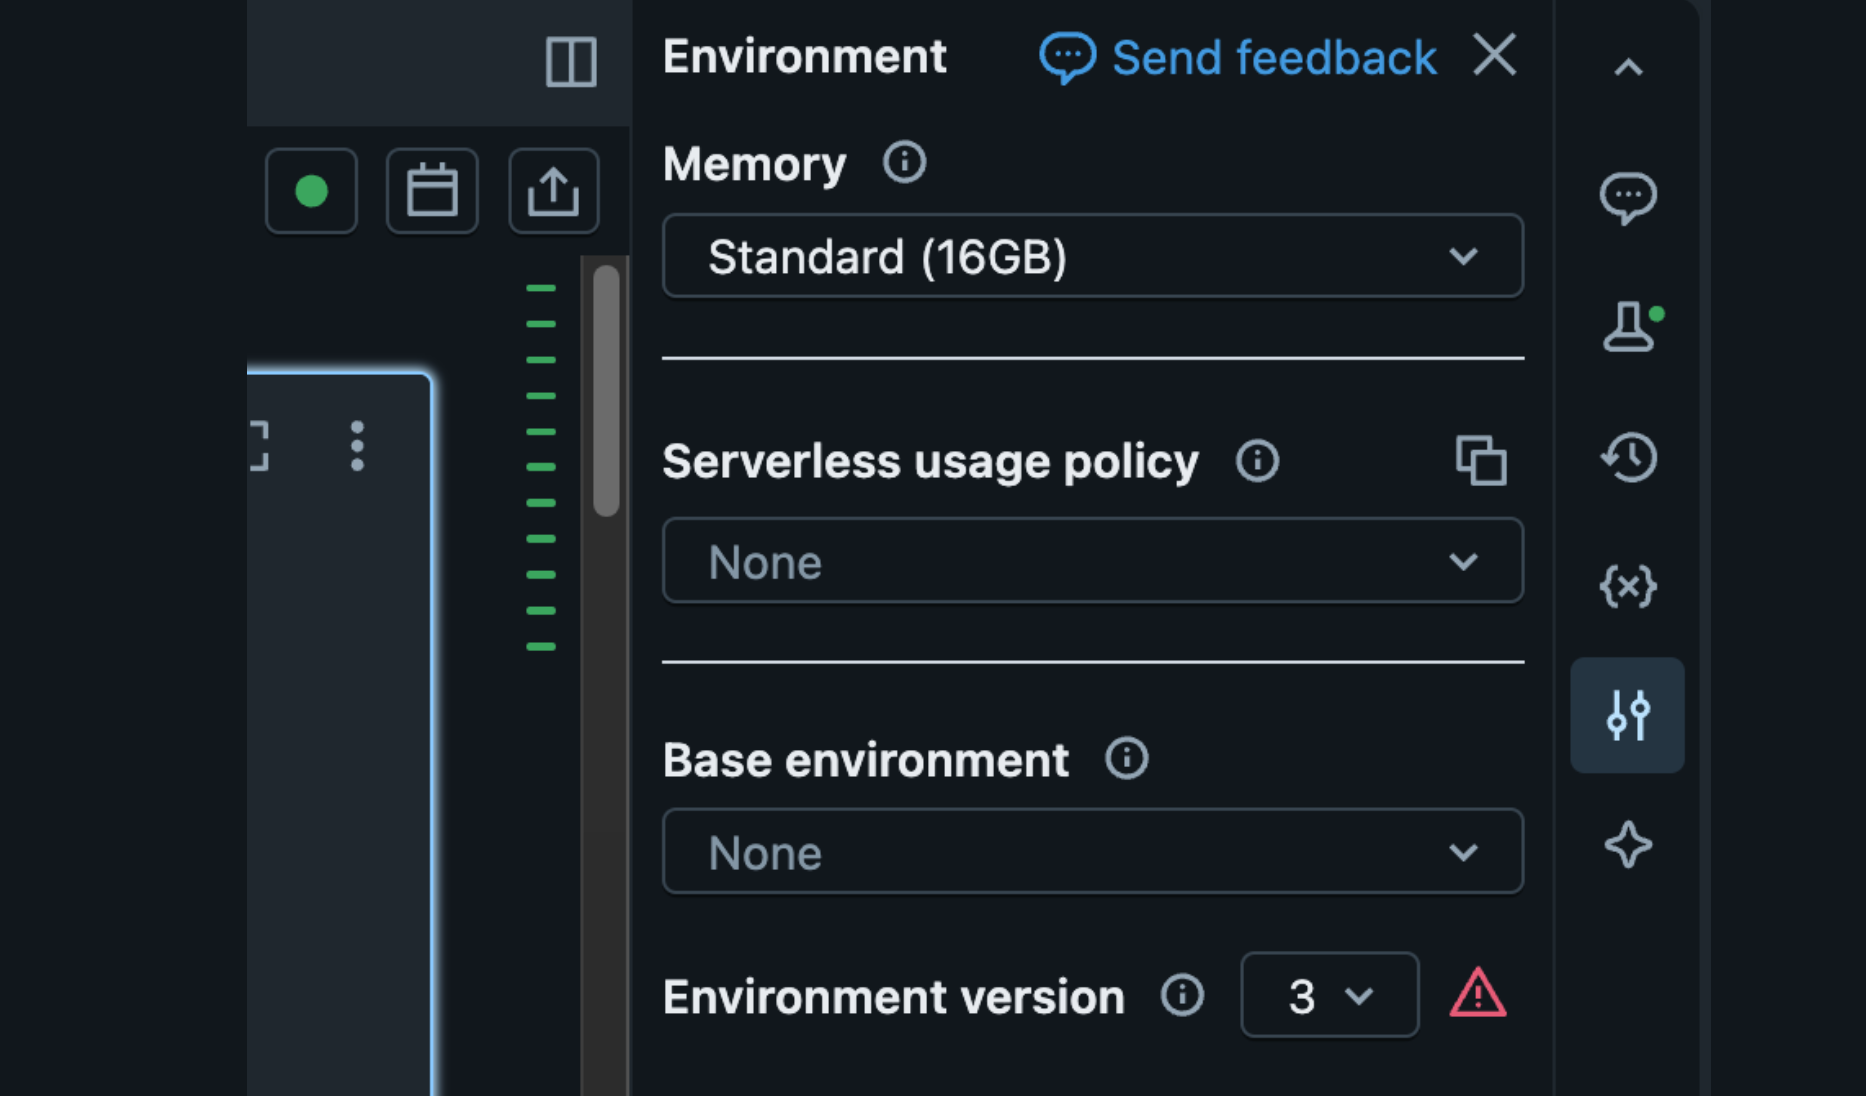 Environment
Send feedback
Memory
Standard (16GB)
Serverless usage policy
None
Base environment
None
Environment version
3